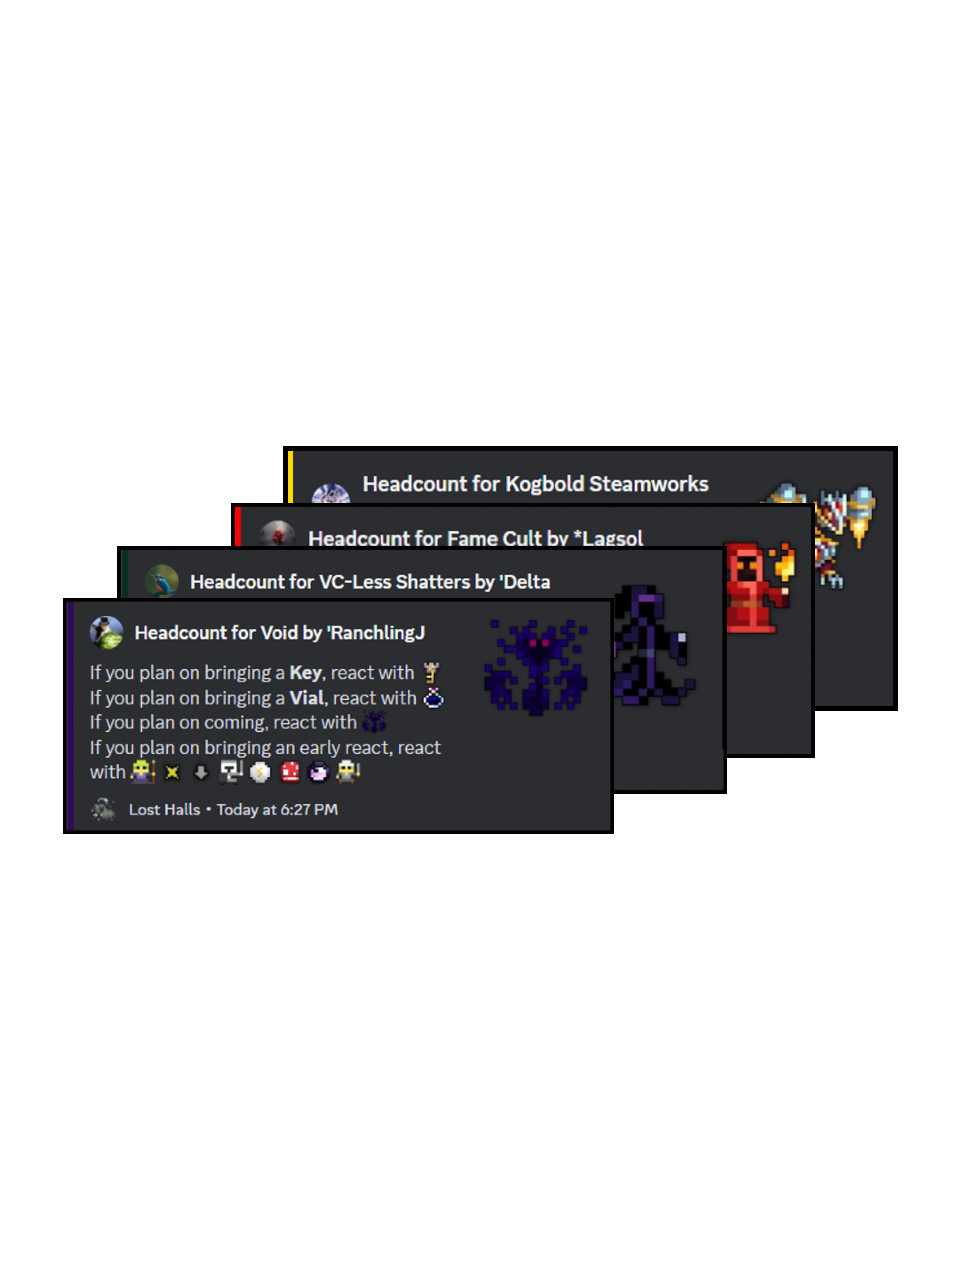 Headcount for Kogbold Steamworks
Headcount for Fame Cult by *Lagsol
Headcount for VC-Less Shatters by 'Delta
Headcount for Void by 'RanchlingJ
If you plan on bringing a Key, react with
If you plan on bringing a Vial, react with
If you plan on coming, react with
If you plan on bringing an early react, react
with
Lost Halls • Today at 6:27 PM